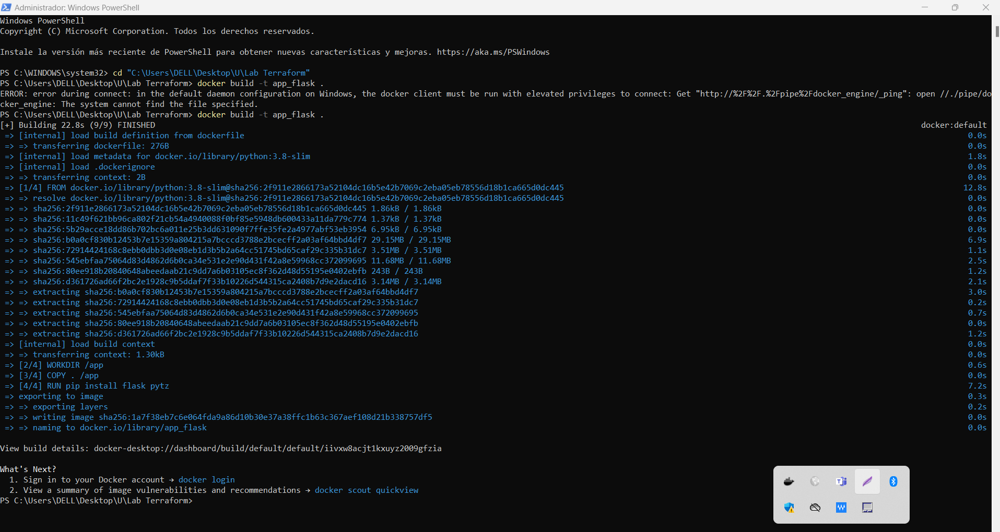 Administrador: Windows PowerShell
Windows PowerShell
Copyright (C) Microsoft Corporation. Todos los derechos reservados.
Instale la versión más reciente de PowerShell para obtener nuevas características y mejoras. https://aka.ms/PSWindows
PS C:\WINDOWS\system32> cd "C:\Users\DELL\Desktop\U\Lab Terraform"
PS C:\Users\DELL\Desktop\U\Lab Terraform> docker build -t app_flask .
ERROR: error during connect: in the default daemon configuration on Windows, the docker client must be run with elevated privileges to connect: Get "http://%2F%2F.%2Fpipe%2Fdocker_engine/_ping": open //./pipe/do
cker_engine: The system cannot find the file specified.
PS C:\Users\DELL\Desktop\U\Lab Terraform> docker build -t app_flask .
[+] Building 22.8s (9/9) FINISHED docker:default
=> [internal] load build definition from dockerfile 0.0s
=> => transferring dockerfile: 276B 0.0s
=> [internal] load metadata for docker.io/library/python:3.8-slim 1.8s
=> [internal] load .dockerignore 0.0s
=> => transferring context: 2B 0.0s
=> [1/4] FROM docker.io/library/python:3.8-slim@sha256:2f911e2866173a52104dc16b5e42b7069c2eba05eb78556d18b1ca665d0dc445 12.8s
=> => resolve docker.io/library/python:3.8-slim@sha256:2f911e2866173a52104dc16b5e42b7069c2eba05eb78556d18b1ca665d0dc445 0.0s
=> => sha256:2f911e2866173a52104dc16b5e42b7069c2eba05eb78556d18b1ca665d0dc445 1.86kB / 1.86kB 0.0s
=> => sha256:11c49f621bb96ca802f21cb54a4940088f0bf85e5948db600433a11da779c774 1.37kB / 1.37kB 0.0s
=> => sha256:5b29acce18dd86b702bc6a011e25b3dd631090f7ffe35fe2a4977abf53eb3954 6.95kB / 6.95kB 0.0s
=> => sha256:b0a0cf830b12453b7e15359a804215a7bcccd3788e2bcecff2a03af64bbd4df7 29.15MB / 29.15MB 6.9s
=> => sha256:72914424168c8ebb0dbb3d0e08eb1d3b5b2a64cc51745bd65caf29c335b31dc7 3.51MB / 3.51MB 1.1s
=> => sha256:545ebfaa75064d83d4862d6b0ca34e531e2e90d431f42a8e59968cc372099695 11.68MB / 11.68MB 2.5s
=> => sha256:80ee918b20840648abeedaab21c9dd7a6b03105ec8f362d48d55195e0402ebfb 243B / 243B 1.2s
=> => sha256:d361726ad66f2bc2e1928c9b5ddaf7f33b10226d544315ca2408b7d9e2dacd16 3.14MB / 3.14MB 2.1s
=> => extracting sha256:b0a0cf830b12453b7e15359a804215a7bcccd3788e2bcecff2a03af64bbd4df7 3.0s
=> => extracting sha256:72914424168c8ebb0dbb3d0e08eb1d3b5b2a64cc51745bd65caf29c335b31dc7 0.2s
=> => extracting sha256:545ebfaa75064d83d4862d6b0ca34e531e2e90d431f42a8e59968cc372099695 0.7s
=> => extracting sha256:80ee918b20840648abeedaab21c9dd7a6b03105ec8f362d48d55195e0402ebfb 0.0s
=> => extracting sha256:d361726ad66f2bc2e1928c9b5ddaf7f33b10226d544315ca2408b7d9e2dacd16 1.2s
=> [internal] load build context 0.0s
=> => transferring context: 1.30kB 0.0s
=> [2/4] WORKDIR /app 0.6s
=> [3/4] COPY . /app 0.0s
=> [4/4] RUN pip install flask pytz 7.2s
=> exporting to image 0.3s
=> => exporting layers 0.2s
=> => writing image sha256:1a7f38eb7c6e064fda9a86d10b30e37a38ffc1b63c367aef108d21b338757df5 0.0s
=> => naming to docker.io/library/app_flask 0.0s
View build details: docker-desktop://dashboard/build/default/default/iivxw8acjt1kxuyz2009gfzia
What's Next?
1. Sign in to your Docker account → docker login
2. View a summary of image vulnerabilities and recommendations → docker scout quickview
PS C:\Users\DELL\Desktop\U\Lab Terraform>